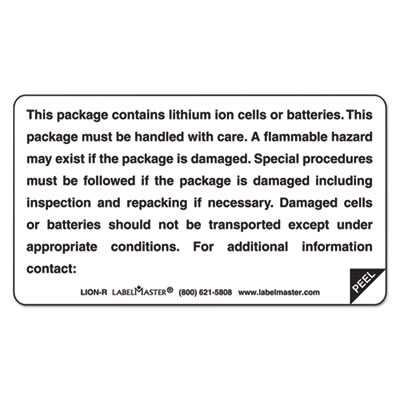 This package contains lithium ion cells or batteries. This
package must be handled with care. A flammable hazard
may exist if the package is damaged. Special procedures
must be followed if the package is damaged including
inspection and repacking if necessary. Damaged cells
or batteries should not be transported except under
appropriate conditions. For additional information
contact:
PEEL
LION-R LABELMASTER® (800) 621-5808 www.labelmaster.com